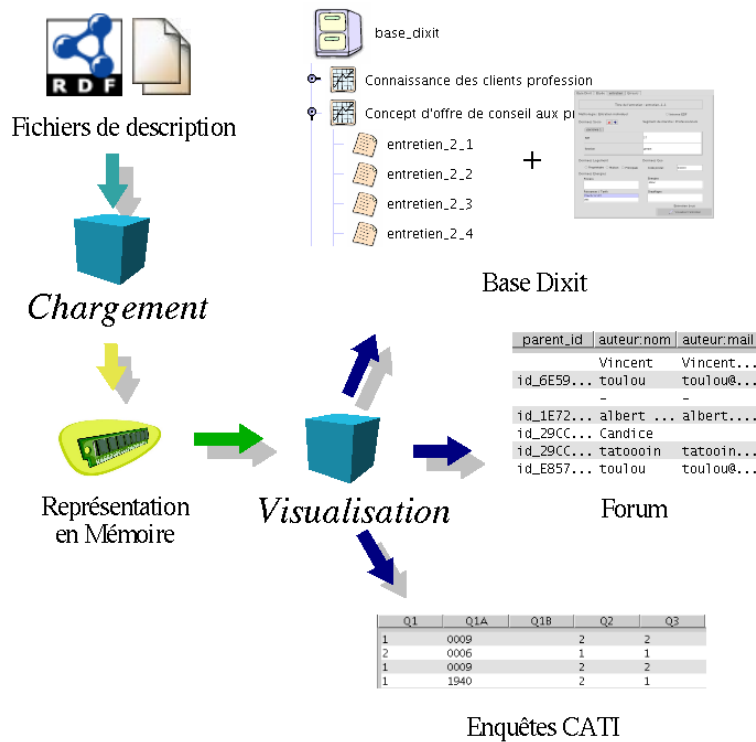 RDF
Fichiers de description
base_dixit
Connaissance des clients profession
Concept d'offre de conseil aux pr
entretien_2_1
entretien_2_2
entretien_2_3
entretien_2_4
+
Base Dixit
Chargement
Représentation
en Mémoire
Visualisation
parent_id auteur:nom auteur:mail
Vincent Vincent...
id_6E59... toulou toulou@...
- -
id_1E72... albert ... albert....
id_29CC... Candice
id_29CC... tatoooin tatooin...
id_E857... toulou toulou@...
Forum
Q1 Q1A Q1B Q2 Q3
1 0009 2 2
2 0006 1 1
1 0009 2 2
1 1940 2 1
Enquêtes CATI